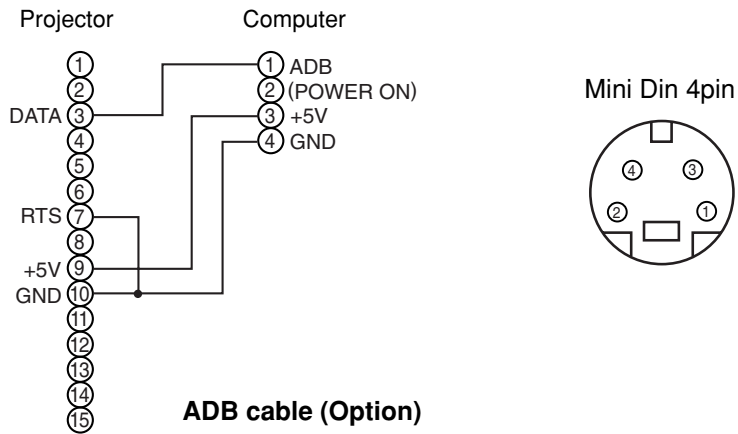 Projector Computer
1 1 ADB
2 2 (POWER ON)
DATA 3 3 +5V
4 4 GND
5
6
RTS 7
8
+5V 9
GND 10
11
12
13
14
15
ADB cable (Option)
Mini Din 4pin
4 3
2 1